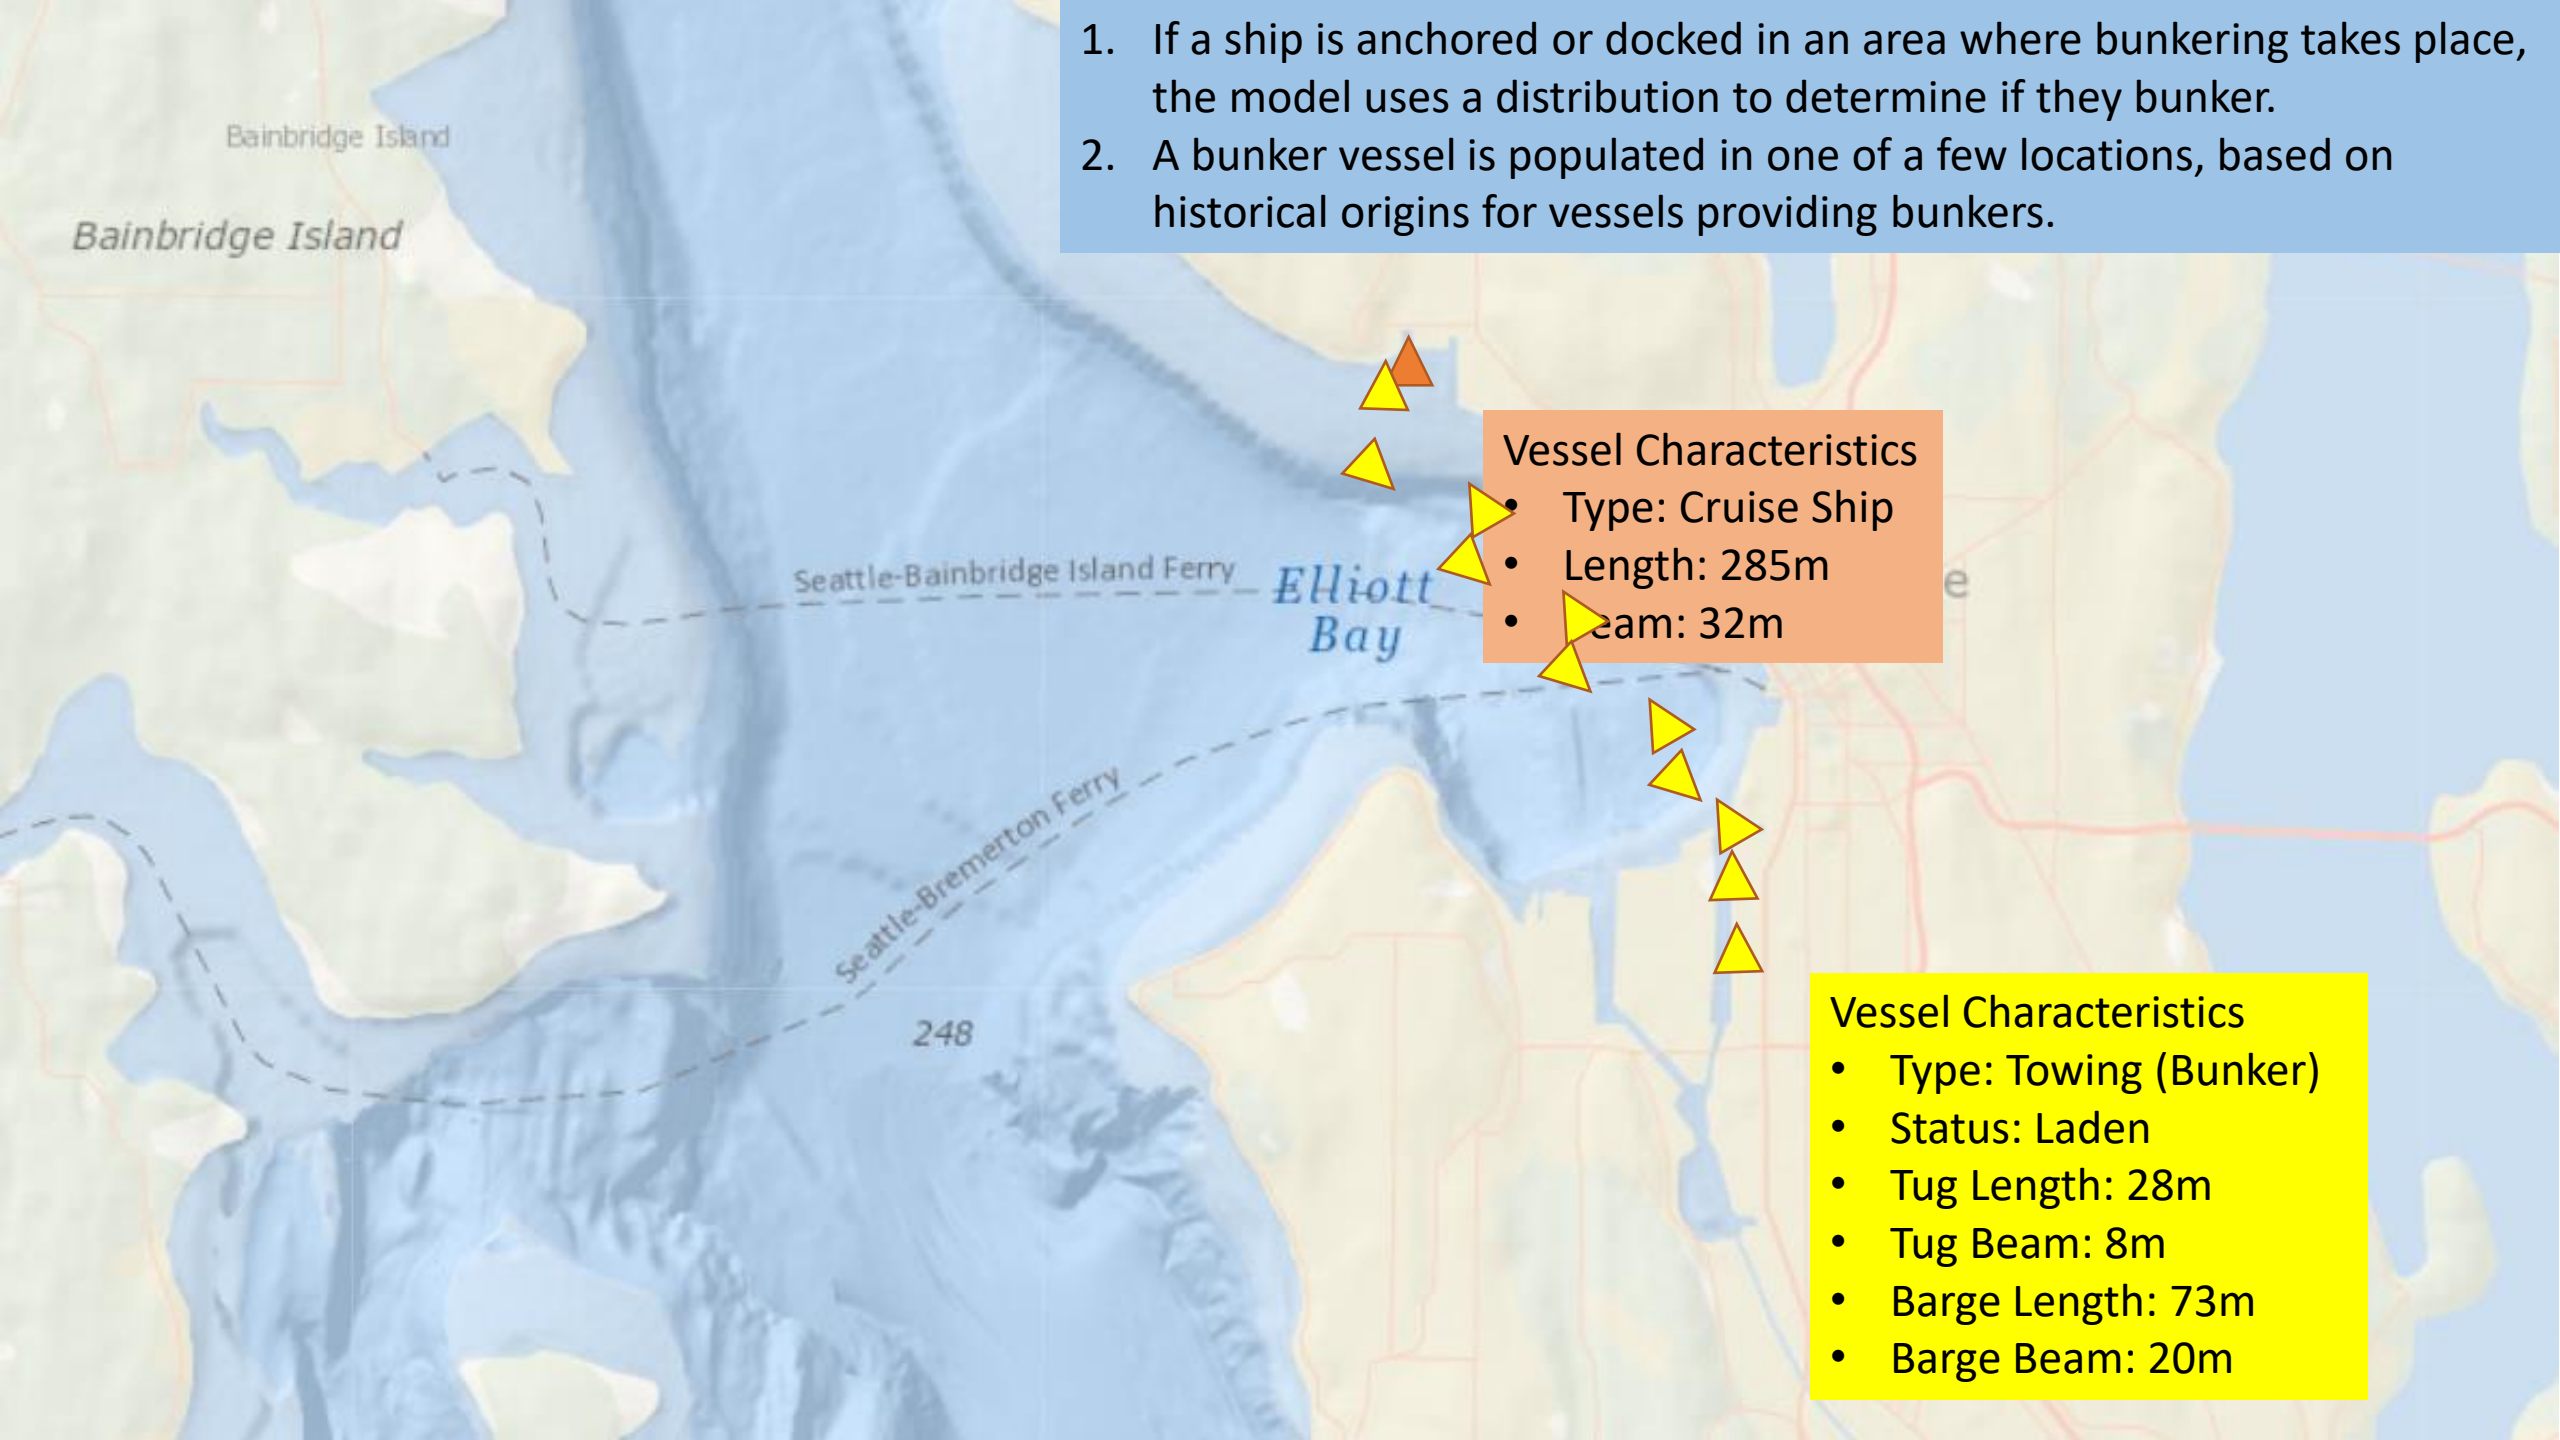 1. If a ship is anchored or docked in an area where bunkering takes place,
the model uses a distribution to determine if they bunker.
2. A bunker vessel is populated in one of a few locations, based on
historical origins for vessels providing bunkers.
Bainbridge Island
Bainbridge Island
Vessel Characteristics
• Type: Cruise Ship
• Length: 285m
• eam: 32m
e
Seattle-Bainbridge Island Ferry
Elliott
Bay
Seattle-Bremerton Ferry
248
Vessel Characteristics
• Type: Towing (Bunker)
• Status: Laden
• Tug Length: 28m
• Tug Beam: 8m
• Barge Length: 73m
• Barge Beam: 20m